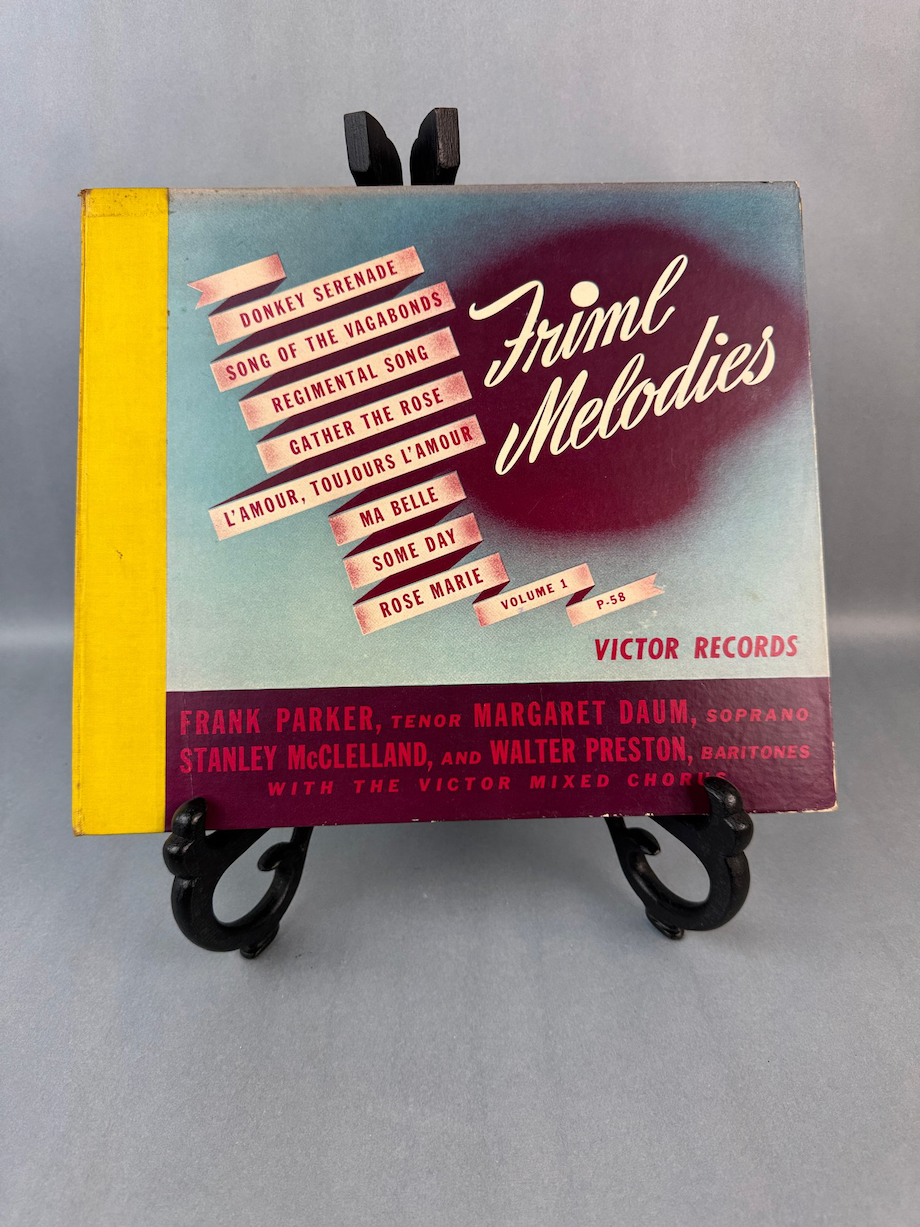 DONKEY SERENADE
SONG OF THE VAGABONDS
REGIMENTAL SONG
GATHER THE ROSE
L'AMOUR, TOUJOURS L'AMOUR
MA BELLE
SOME DAY
ROSE MARIE
VOLUME 1
P-58
Friml
Melodies
VICTOR RECORDS
FRANK PARKER, TENOR MARGARET DAUM, SOPRANO
STANLEY McCLELLAND, AND WALTER PRESTON, BARITONES
WITH THE VICTOR MIXED CHORUS